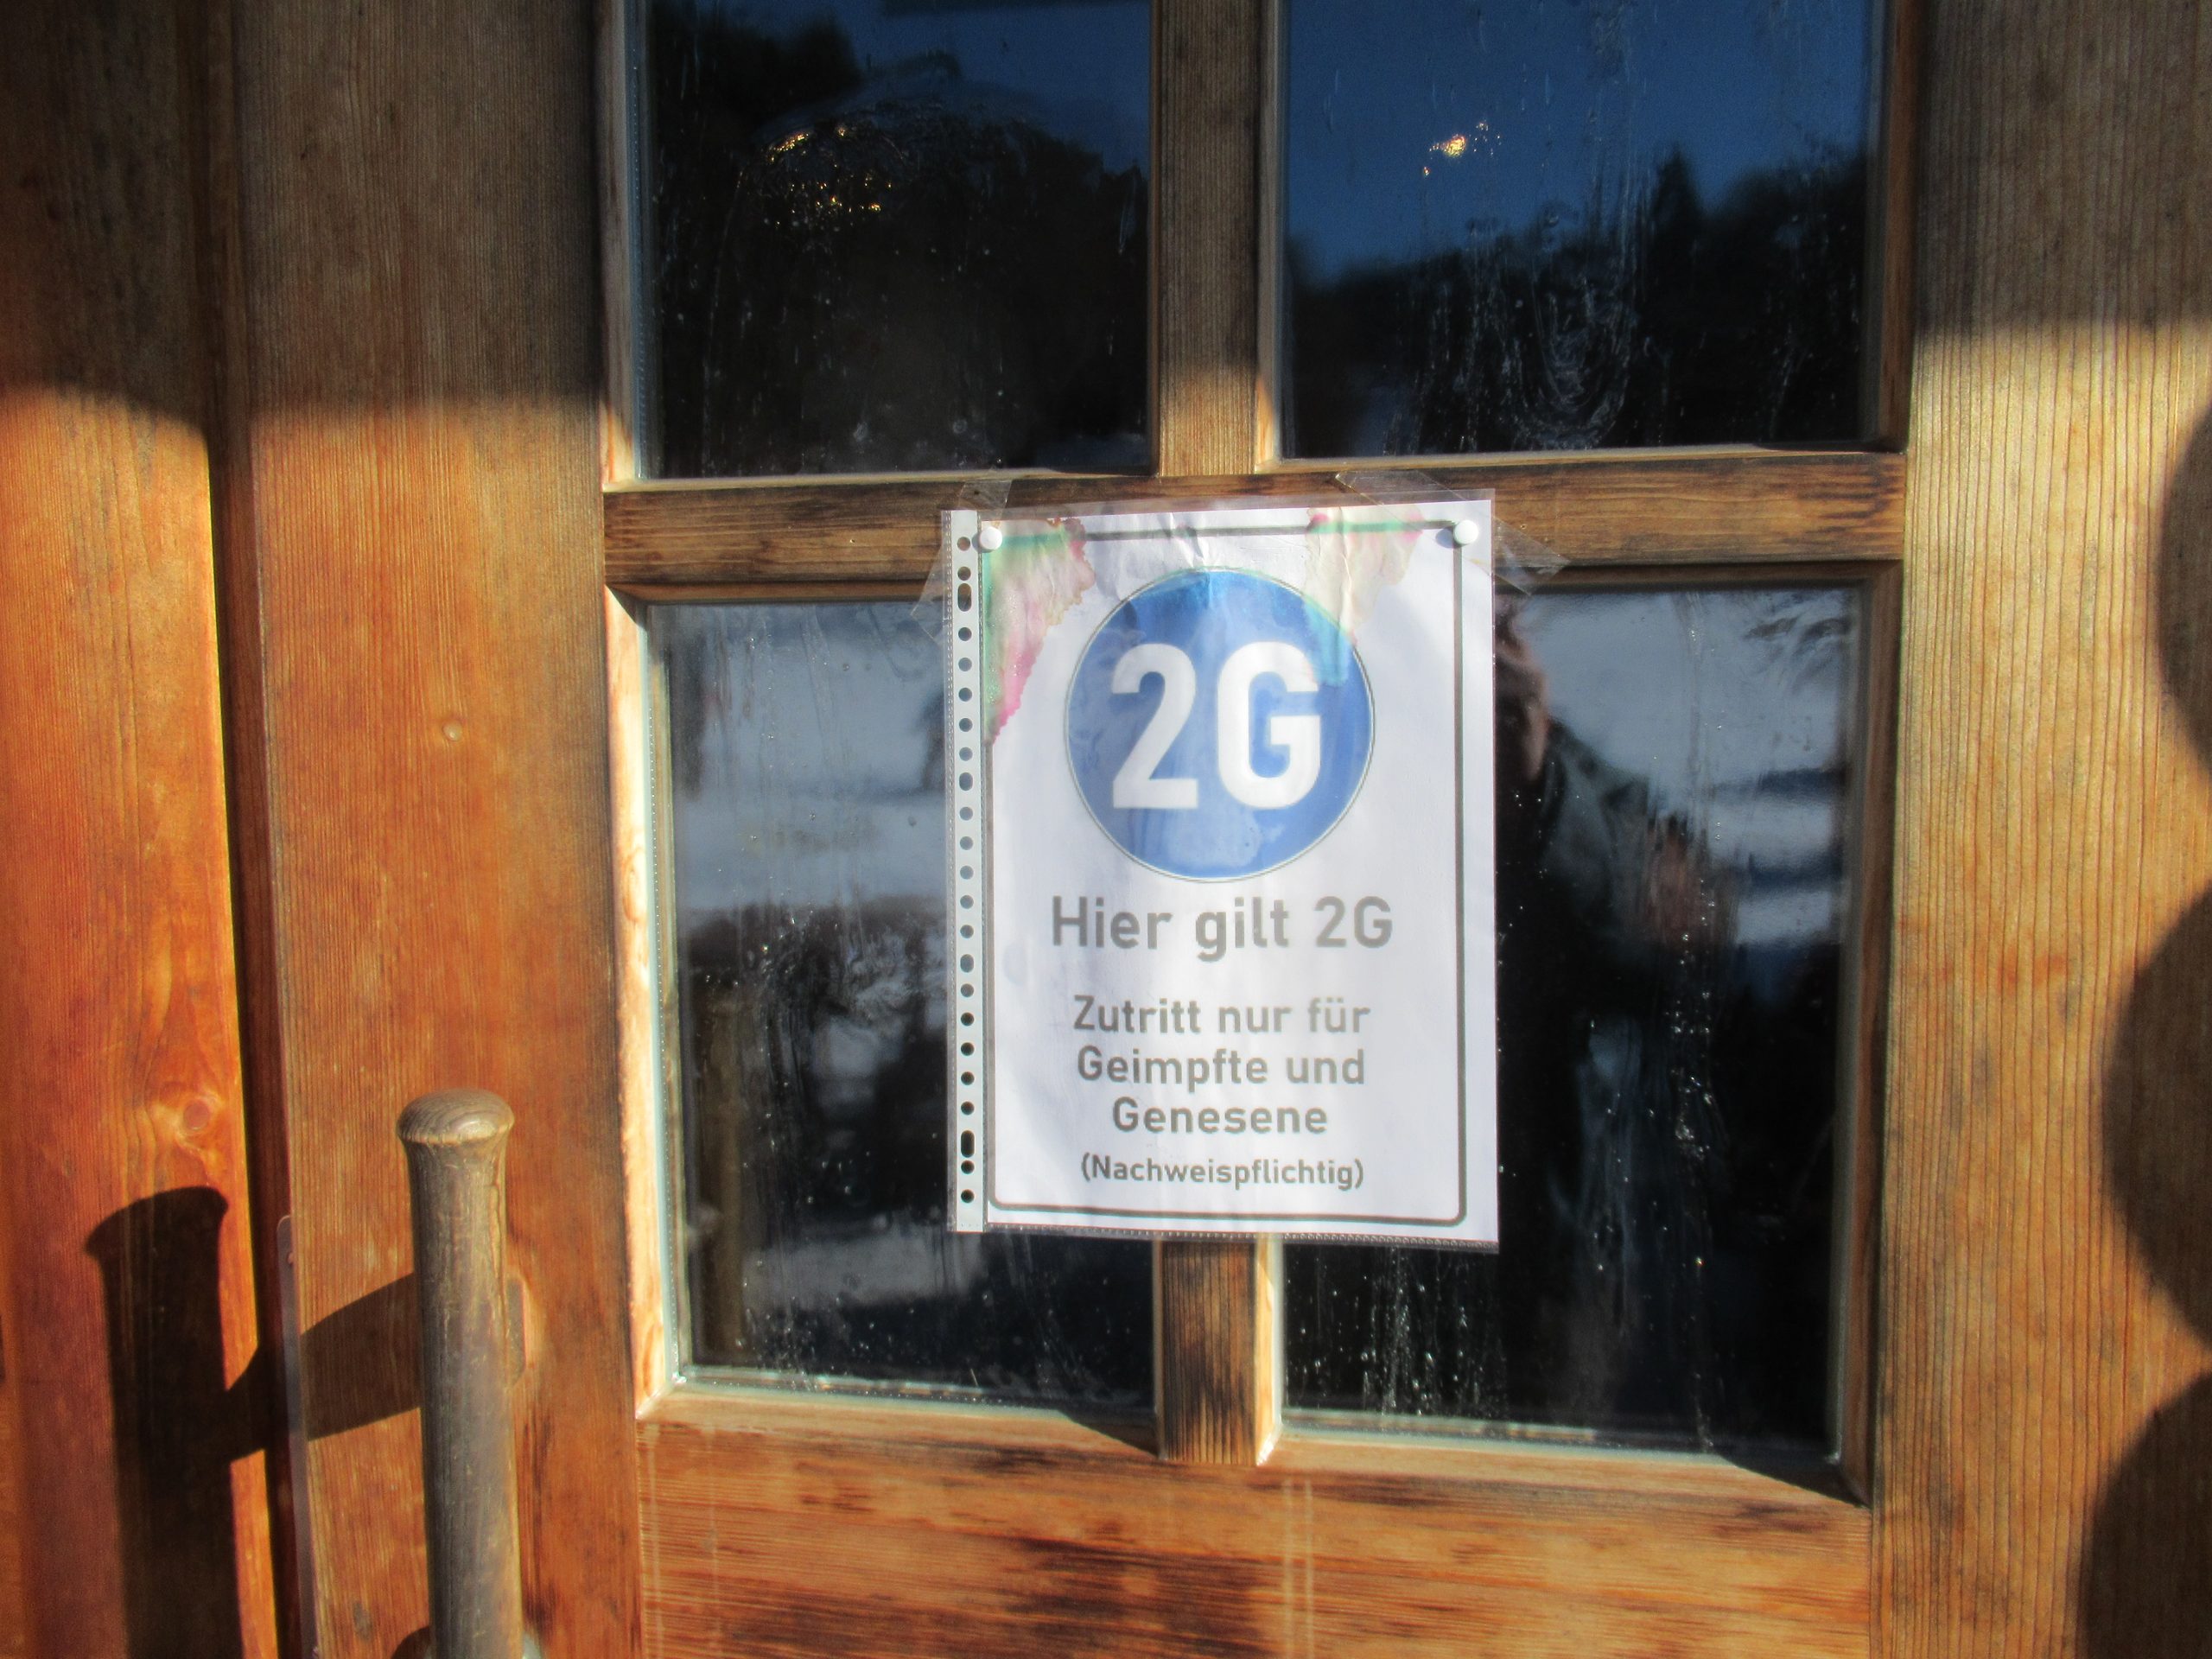 2G
Hier gilt 2G
Zutritt nur für
Geimpfte und
Genesene
(Nachweispflichtig)